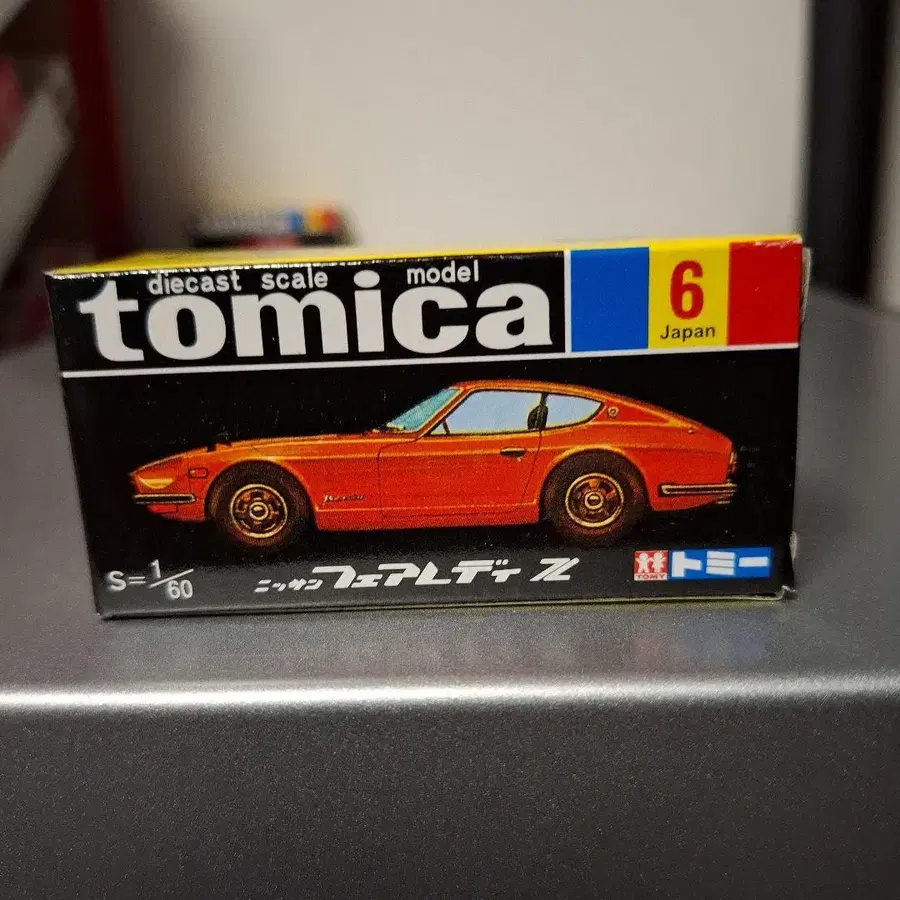 diecast scale model
tomica
6
Japan
S=1/60
ニッサン フェアレディ Z
TOMY
トミー